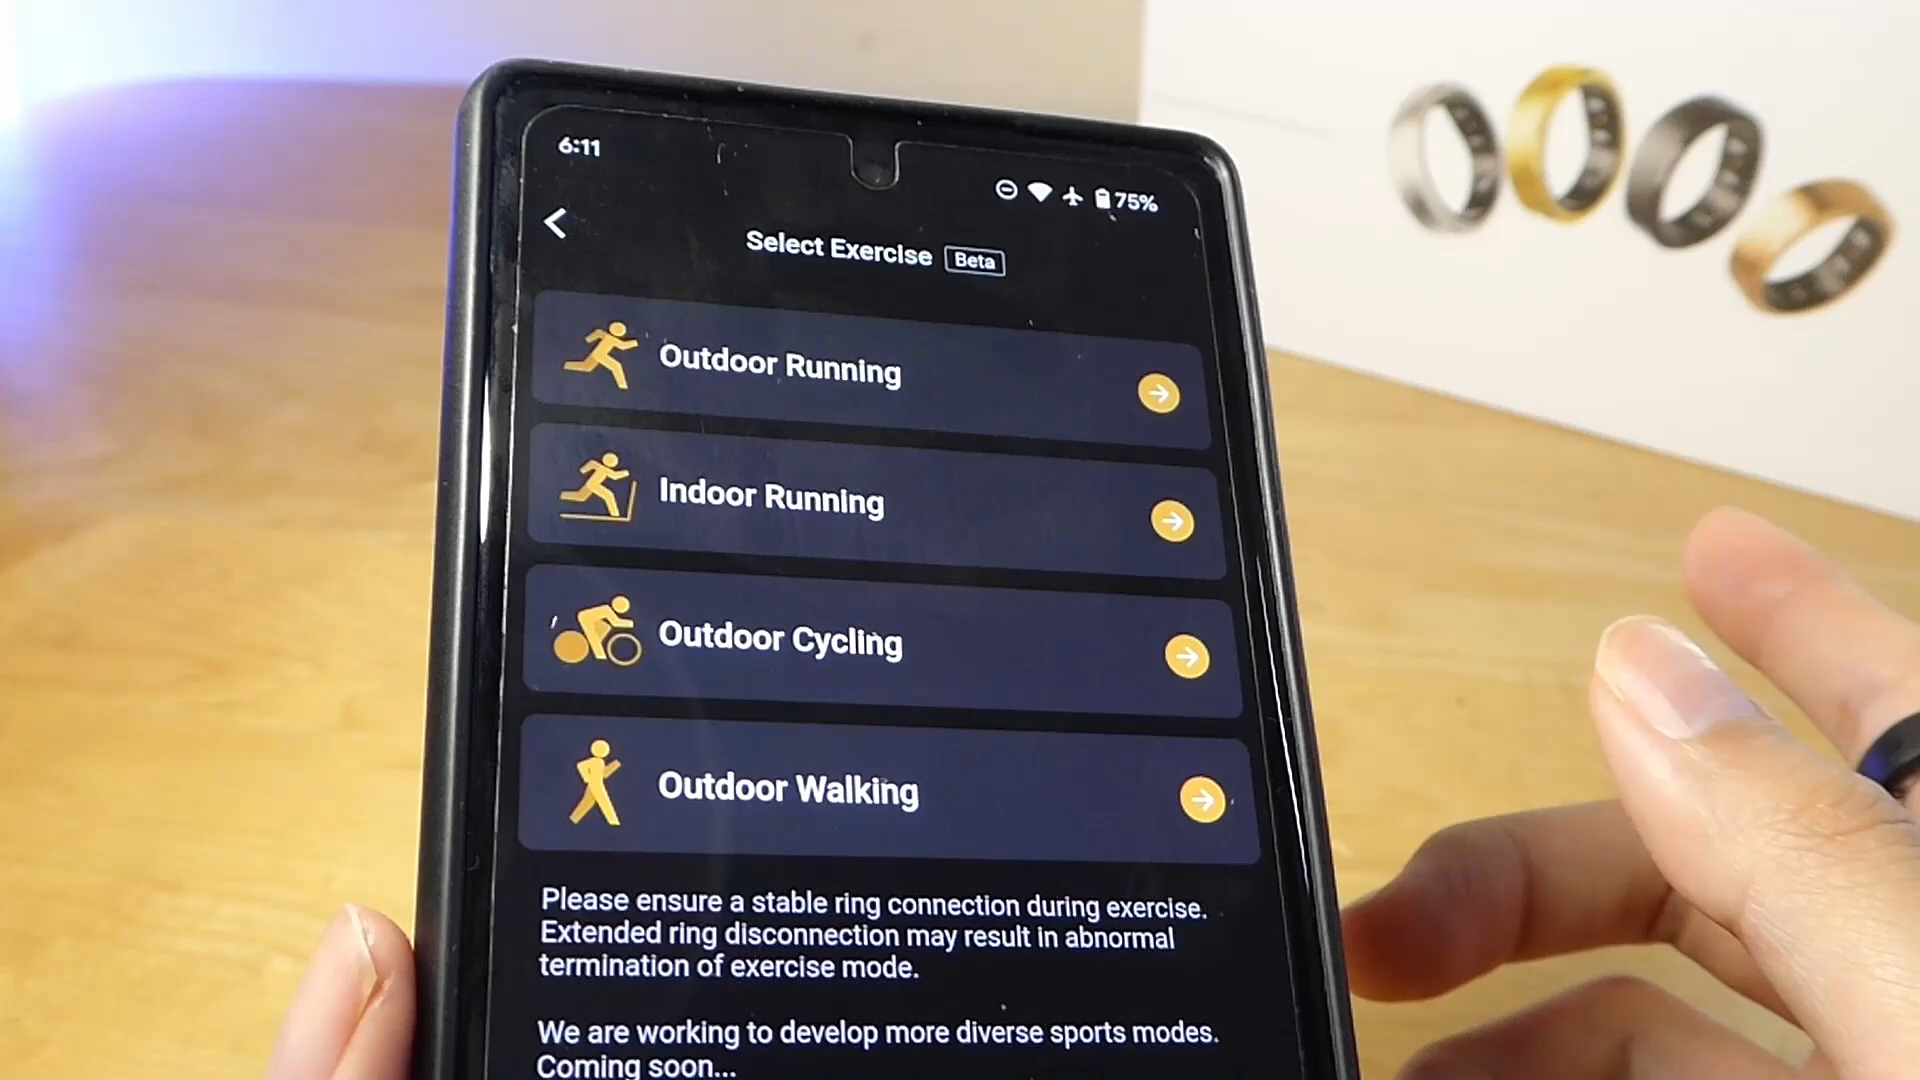 6:11
75%
Select Exercise Beta
Outdoor Running
Indoor Running
Outdoor Cycling
Outdoor Walking
Please ensure a stable ring connection during exercise.
Extended ring disconnection may result in abnormal
termination of exercise mode.
We are working to develop more diverse sports modes.
Coming soon...